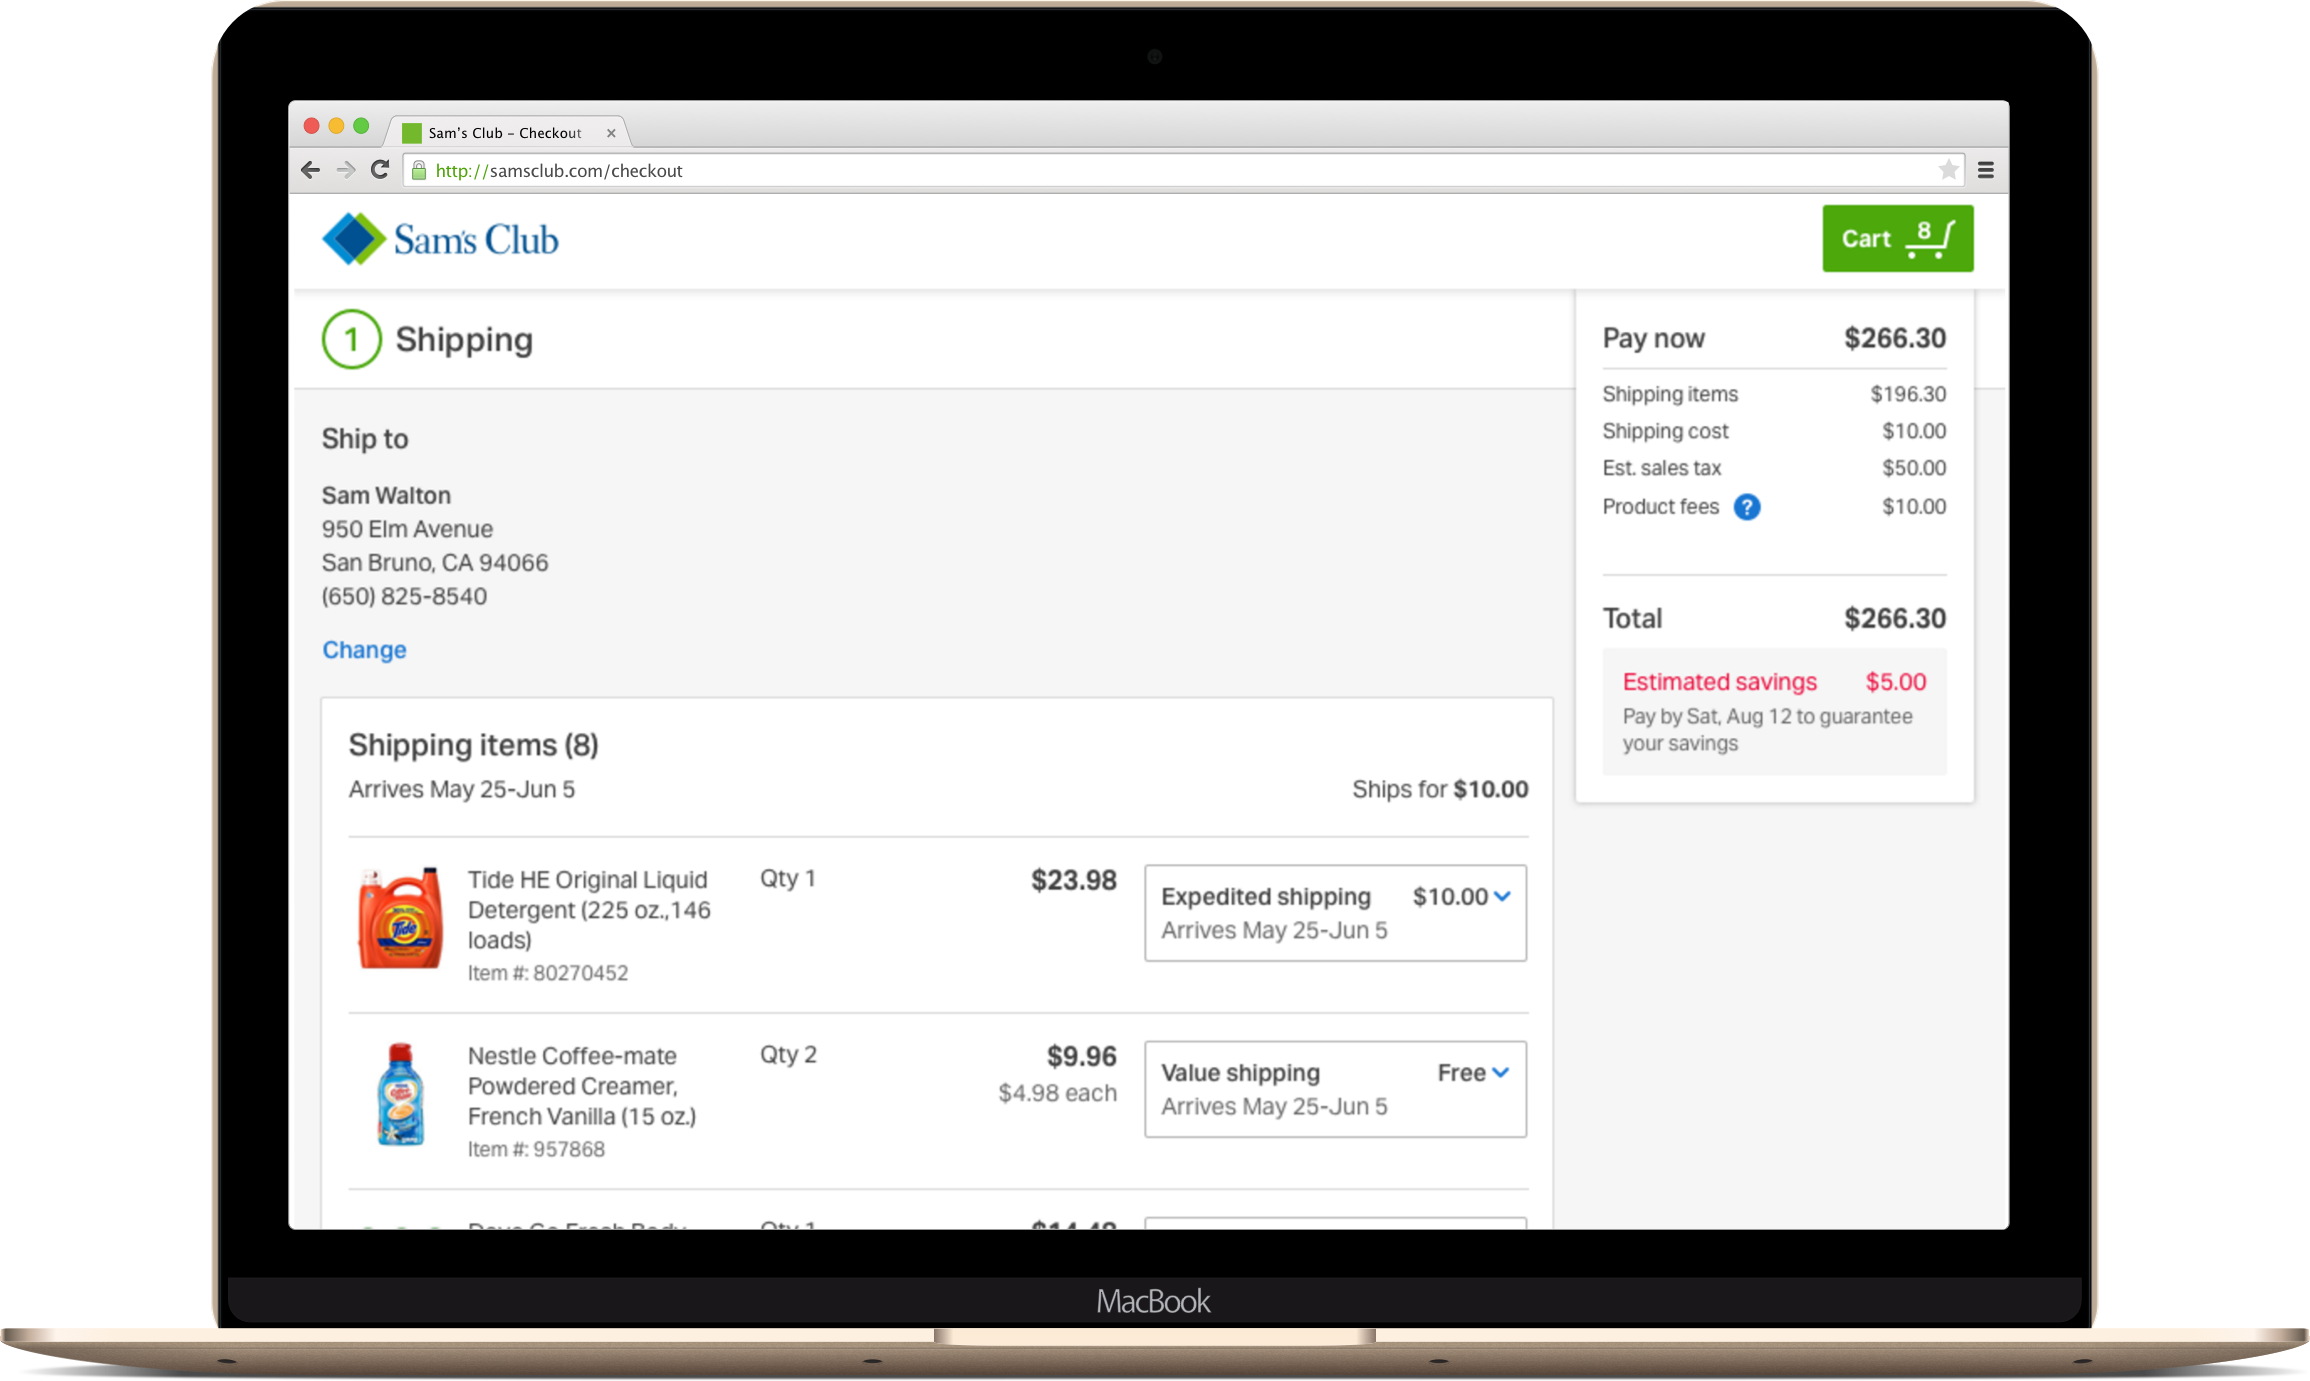 Sam's Club – Checkout
http://samsclub.com/checkout
Sam's Club
Cart 8
1 Shipping
Ship to
Sam Walton
950 Elm Avenue
San Bruno, CA 94066
(650) 825-8540
Change
Shipping items (8)
Arrives May 25-Jun 5
Ships for $10.00
Tide
Tide HE Original Liquid
Detergent (225 oz.,146
loads)
Item #: 80270452
Qty 1
$23.98
Expedited shipping $10.00
Arrives May 25-Jun 5
Nestle Coffee-mate
Powdered Creamer,
French Vanilla (15 oz.)
Item #: 957868
Qty 2
$9.96
$4.98 each
Value shipping Free
Arrives May 25-Jun 5
Qty 1
$14.48
Pay now $266.30
Shipping items $196.30
Shipping cost $10.00
Est. sales tax $50.00
Product fees ? $10.00
Total $266.30
Estimated savings $5.00
Pay by Sat, Aug 12 to guarantee
your savings
MacBook